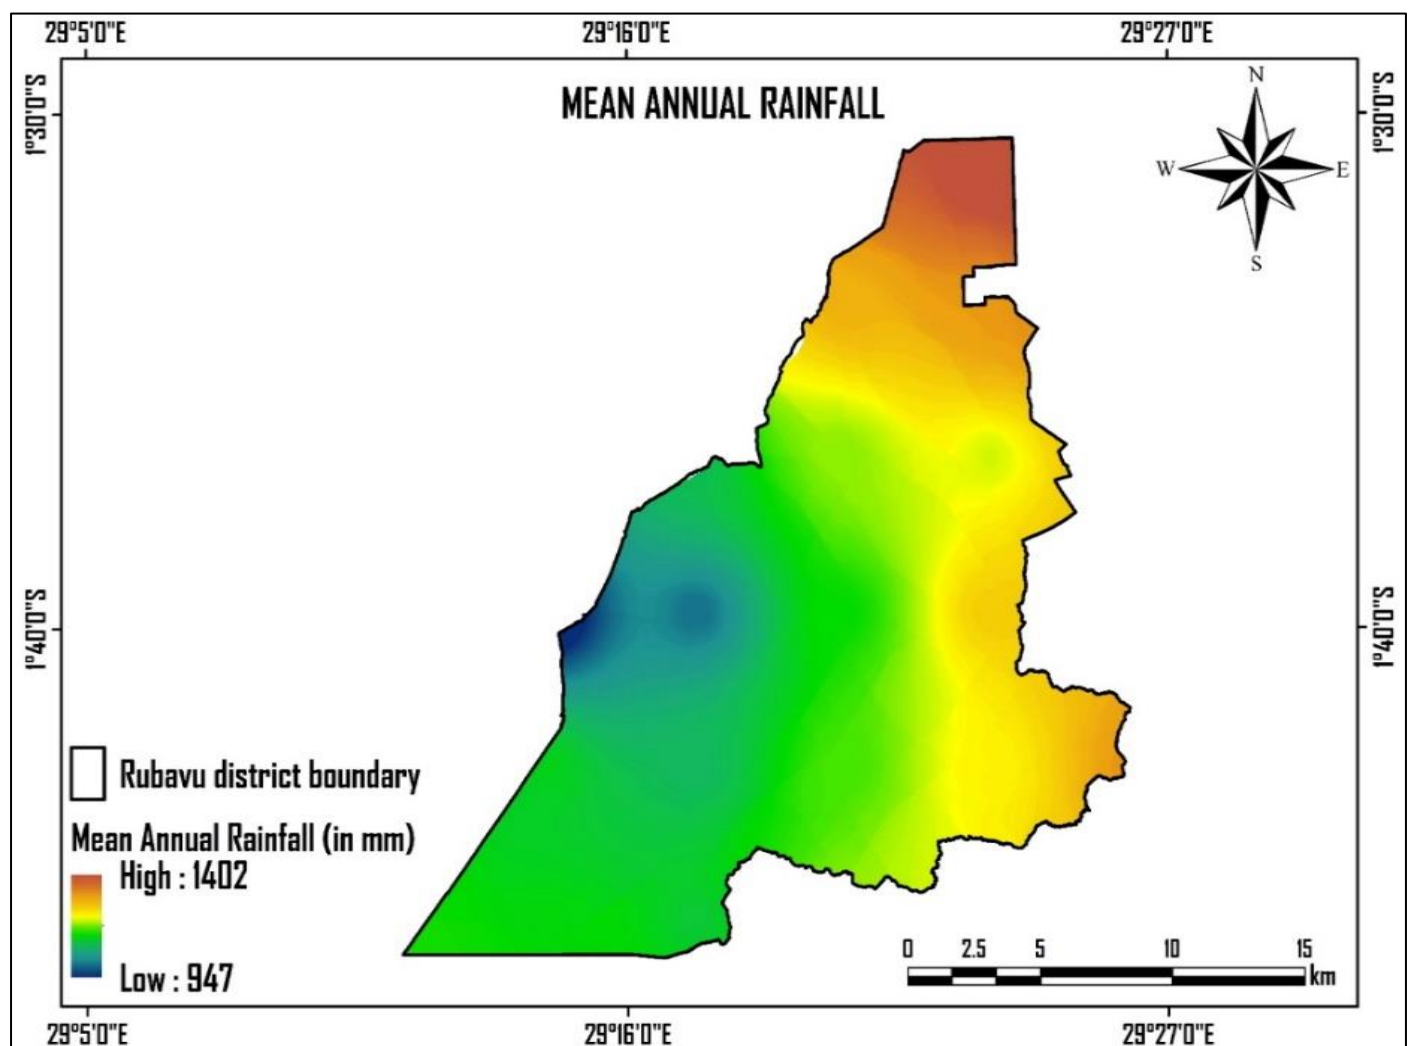 29°5'0"E 29°16'0"E 29°27'0"E
MEAN ANNUAL RAINFALL
N
W E
S
1°30'0"S 1°30'0"S
1°40'0"S 1°40'0"S
Rubavu district boundary
Mean Annual Rainfall (in mm)
High : 1402
Low : 947
0 2.5 5 10 15
km
29°5'0"E 29°16'0"E 29°27'0"E